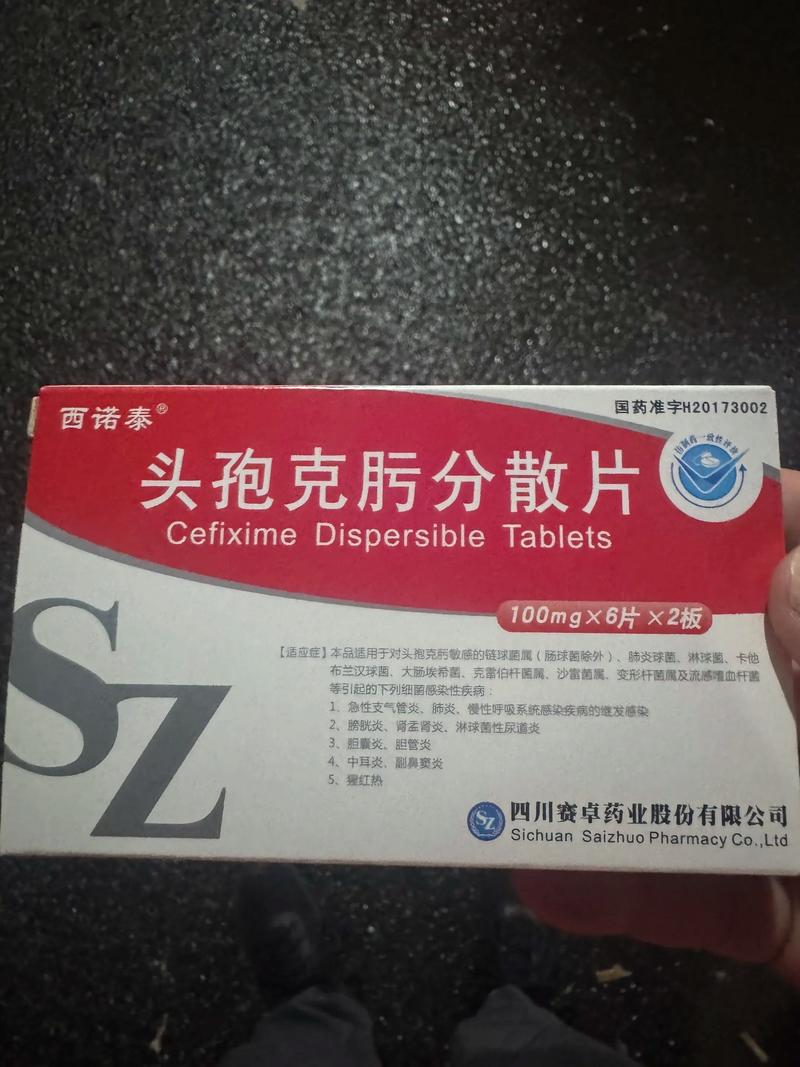 西诺泰®
国药准字H20173002
仿制药一致性评价
头孢克肟分散片
Cefixime Dispersible Tablets
100mg×6片×2板
【适应症】本品适用于对头孢克肟敏感的链球菌属（肠球菌除外）、肺炎球菌、淋球菌、卡他
布兰汉球菌、大肠埃希菌、克雷伯杆菌属、沙雷菌属、变形杆菌属及流感嗜血杆菌
等引起的下列细菌感染性疾病：
1、急性支气管炎、肺炎、慢性呼吸系统感染疾病的继发感染
2、膀胱炎、肾盂肾炎、淋球菌性尿道炎
3、胆囊炎、胆管炎
4、中耳炎、副鼻窦炎
5、猩红热
SZ
SZ
四川赛卓药业股份有限公司
Sichuan Saizhuo Pharmacy Co.,Ltd